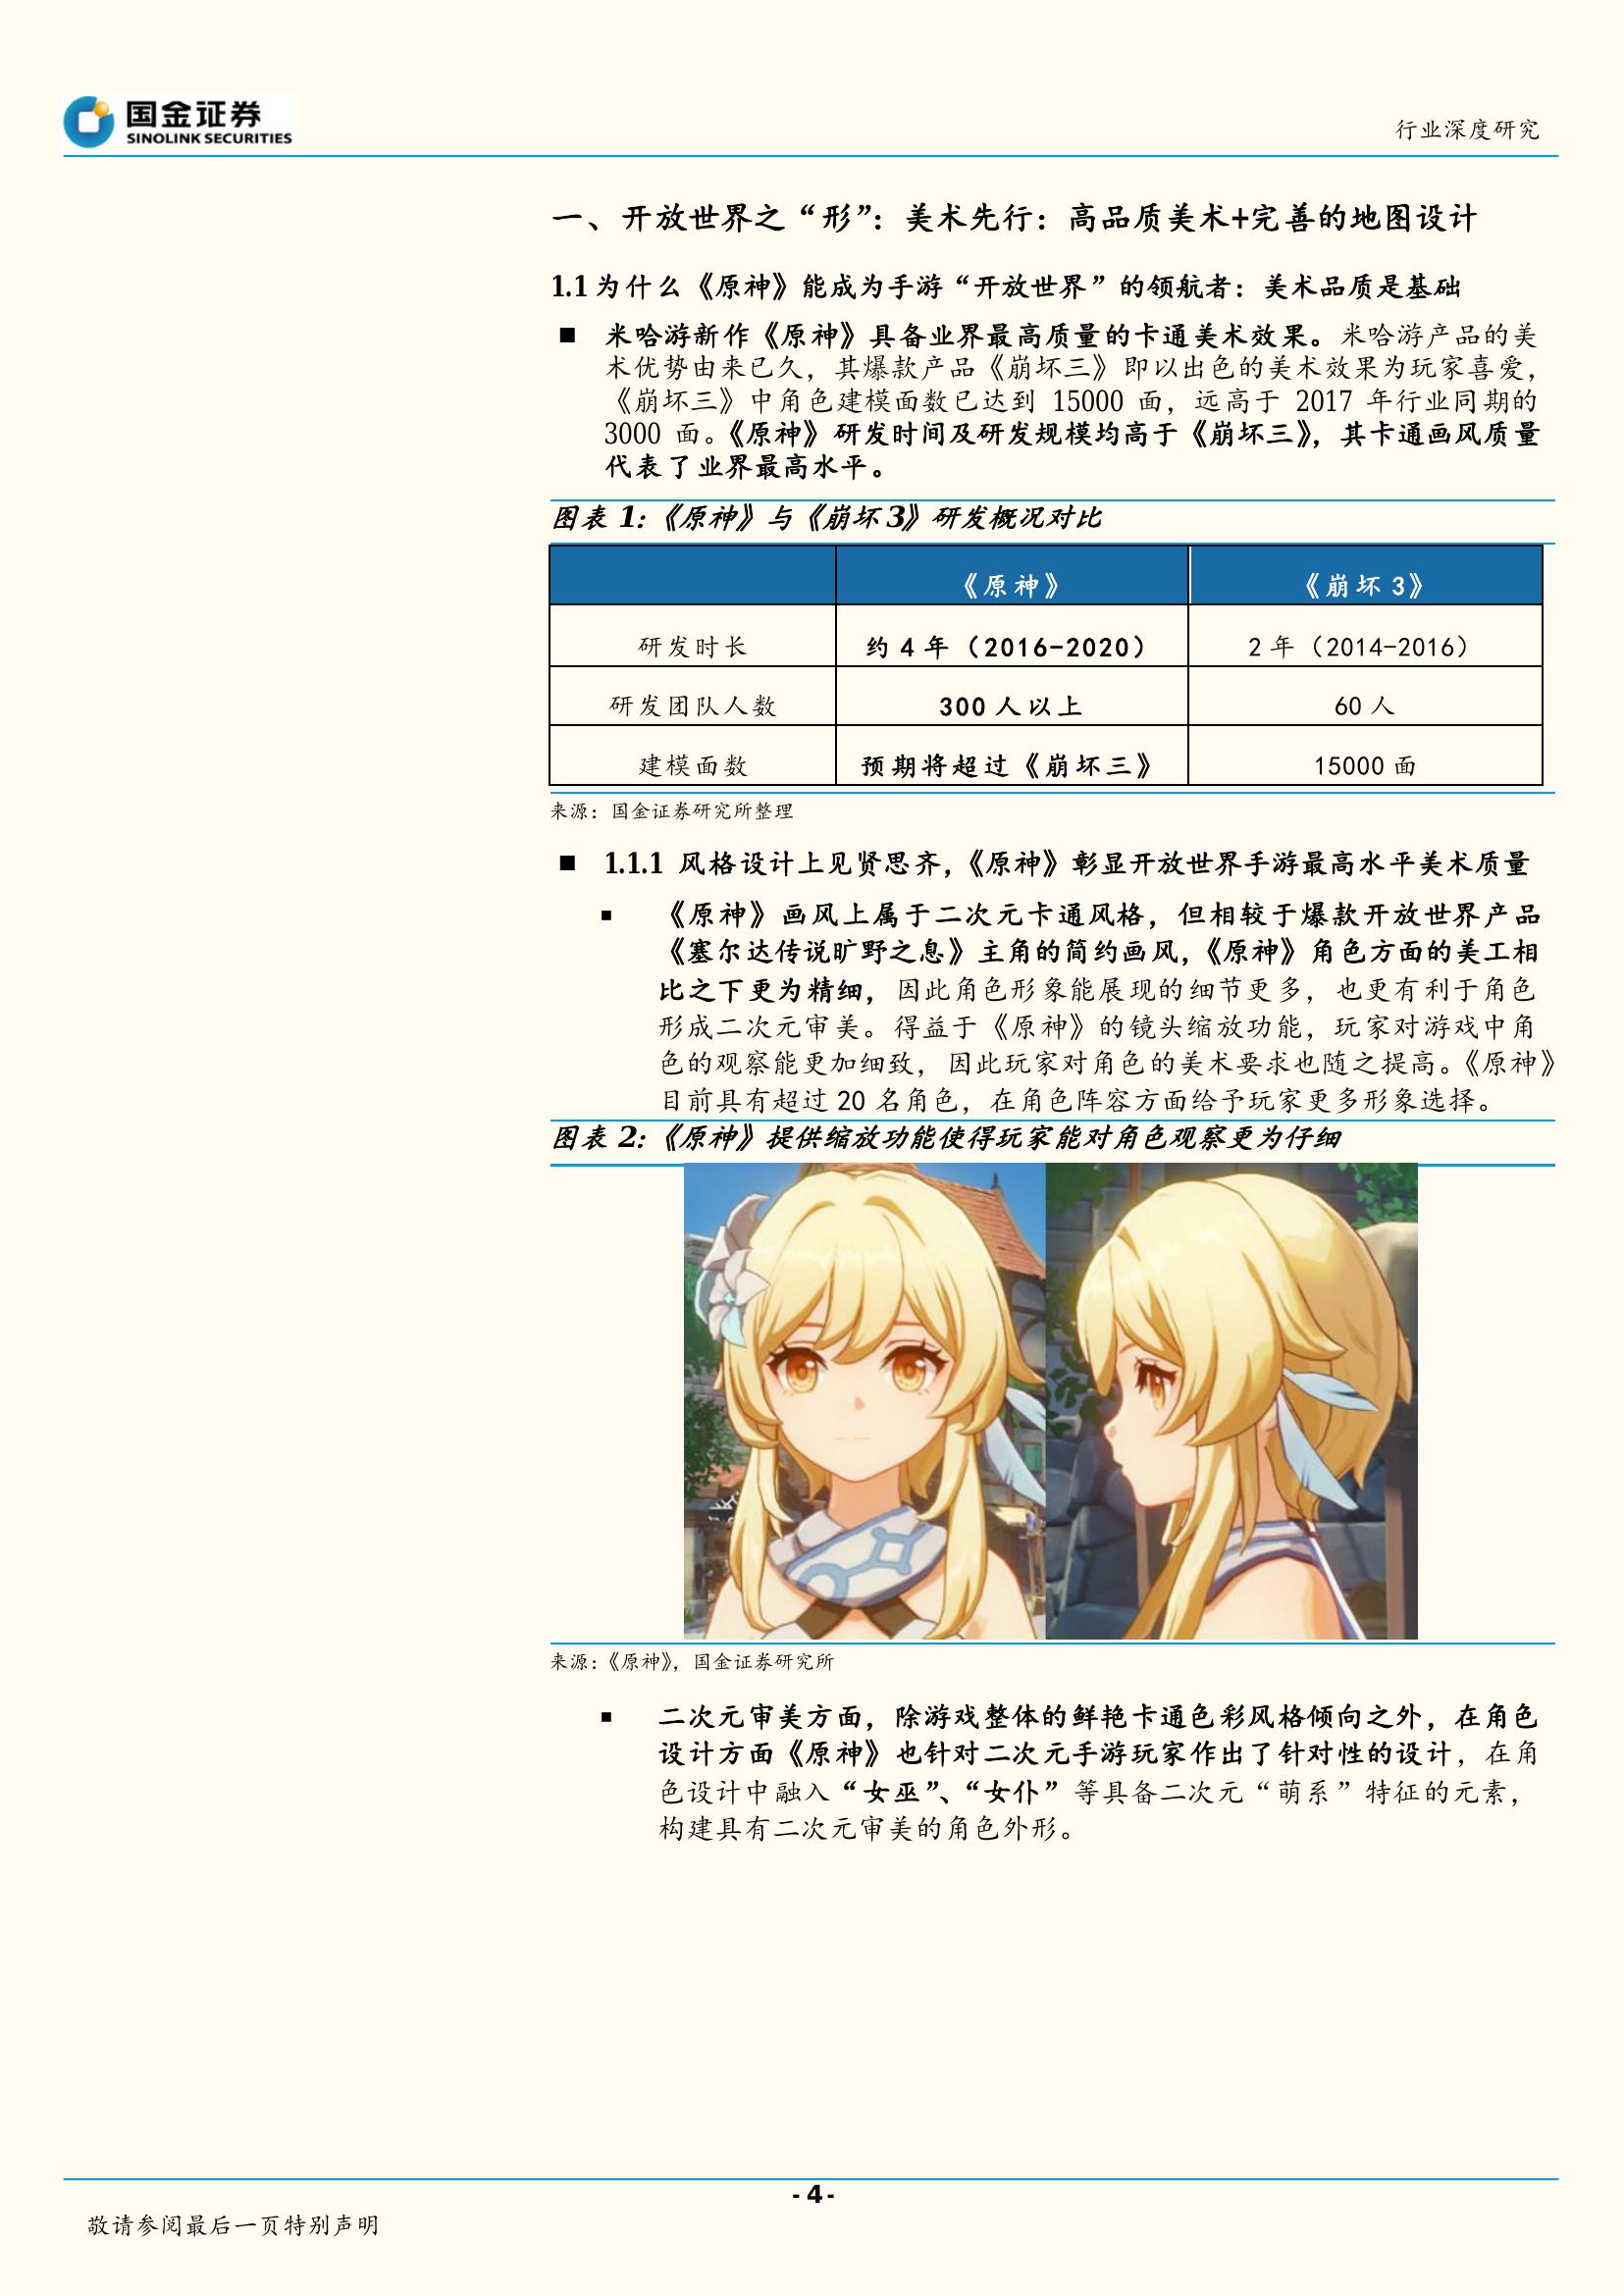 国金证券
SINOLINK SECURITIES
行业深度研究
一、开放世界之“形”：美术先行：高品质美术+完善的地图设计
1.1 为什么《原神》能成为手游“开放世界”的领航者：美术品质是基础
■ 米哈游新作《原神》具备业界最高质量的卡通美术效果。米哈游产品的美
术优势由来已久，其爆款产品《崩坏三》即以出色的美术效果为玩家喜爱，
《崩坏三》中角色建模面数已达到 15000 面，远高于 2017 年行业同期的
3000 面。《原神》研发时间及研发规模均高于《崩坏三》，其卡通画风质量
代表了业界最高水平。
图表 1：《原神》与《崩坏 3》研发概况对比
《原神》 《崩坏 3》
研发时长 约 4 年（2016-2020） 2 年（2014-2016）
研发团队人数 300 人以上 60 人
建模面数 预期将超过《崩坏三》 15000 面
来源：国金证券研究所整理
■ 1.1.1 风格设计上见贤思齐，《原神》彰显开放世界手游最高水平美术质量
▪ 《原神》画风上属于二次元卡通风格，但相较于爆款开放世界产品
《塞尔达传说旷野之息》主角的简约画风，《原神》角色方面的美工相
比之下更为精细，因此角色形象能展现的细节更多，也更有利于角色
形成二次元审美。得益于《原神》的镜头缩放功能，玩家对游戏中角
色的观察能更加细致，因此玩家对角色的美术要求也随之提高。《原神》
目前具有超过 20 名角色，在角色阵容方面给予玩家更多形象选择。
图表 2：《原神》提供缩放功能使得玩家能对角色观察更为仔细
来源：《原神》，国金证券研究所
▪ 二次元审美方面，除游戏整体的鲜艳卡通色彩风格倾向之外，在角色
设计方面《原神》也针对二次元手游玩家作出了针对性的设计，在角
色设计中融入“女巫”、“女仆”等具备二次元“萌系”特征的元素，
构建具有二次元审美的角色外形。
- 4 -
敬请参阅最后一页特别声明